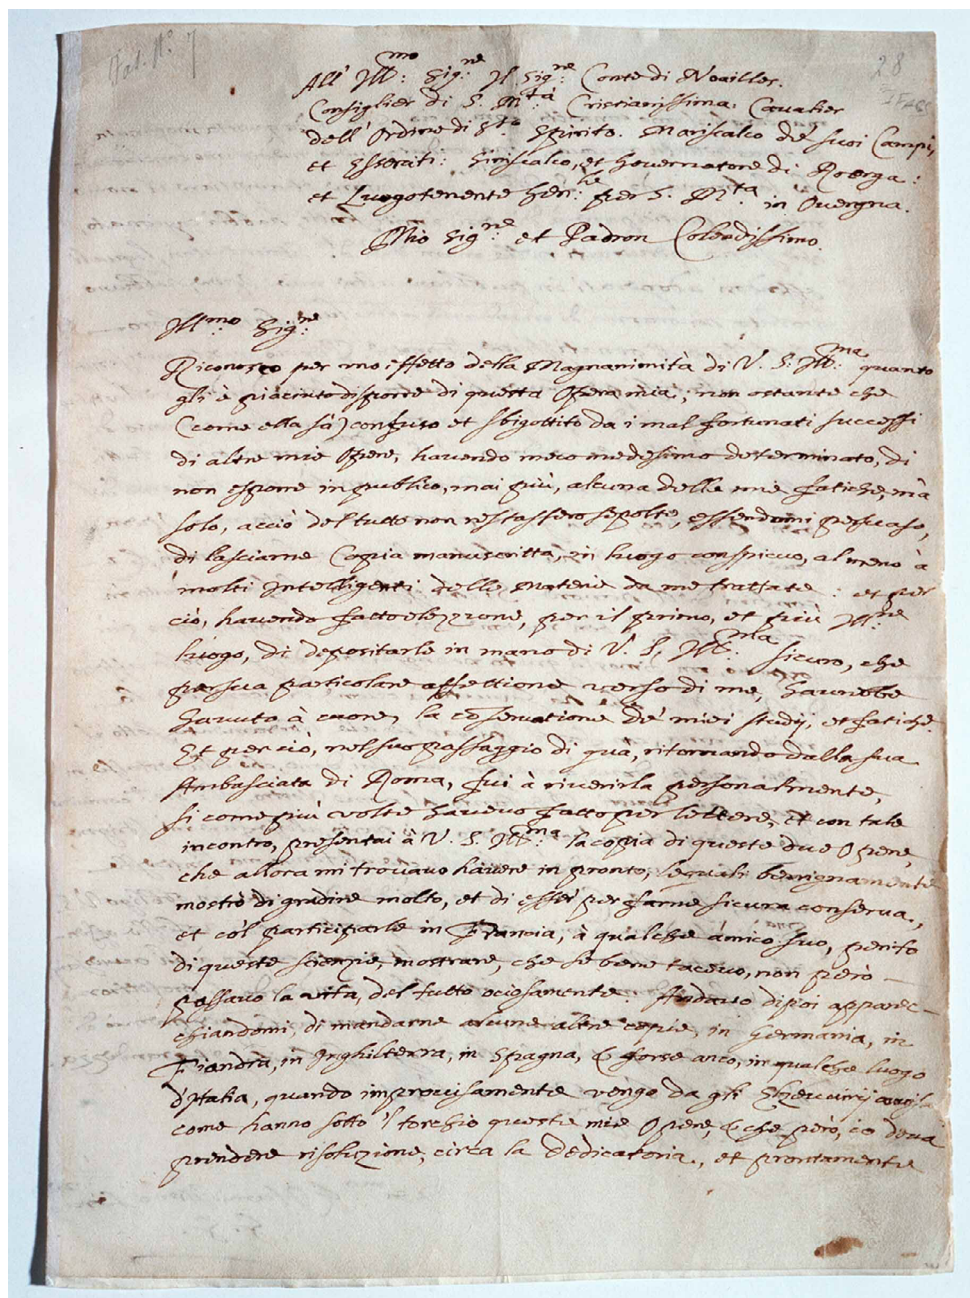 Nat. N.º 7
28
All' Ill.mo Sig.re Il Sig.re Conte di Noailles.
Consiglier di S. M.tà Cristianissima. Cavalier
dell' Ordine di S.to Spirito. Mariscalco de' suoi Campi,
et Esserciti: Siniscalco, et Governatore di Roerga:
et Luogotenente Gen. per S. M.tà in Overgna.
Mio Sig.re et Padron Colendissimo.
Ill.mo Sig.re
Riconosco per uno effetto della Magnanimità di V. S. Ill.ma quanto
gli è piaciuto disporre di questa Opera mia, non ostante che
(come ella sà) confuso et sbigottito da i mal fortunati successi
di altre mie Opere, havendo meco medesimo determinato, di
non esporre in publico, mai più, alcuna delle mie fatiche, mà
solo, acciò del tutto non restassero sepolte, essendomi persuaso,
di lasciarne Copia manuscritta, in luogo conspicuo, al meno à
molti Intelligenti delle Materie da me trattate: et per
ciò, havendo fatto elezzione, per il primo, et più Ill.re
luogo, di depositarle in mano di V. S. Ill.ma sicuro, che
per sua particolare affettione verso di me, havrebbe
havuto à cuore, la conservatione de' miei studij, et fatiche.
Et per ciò, nel suo passaggio di quà, ritornando dalla sua
Ambasciata di Roma, fui à riverirla personalmente,
si come più volte havevo fatto per lettere, et con tale
incontro, presentai à V. S. Ill.ma la copia di queste due Opere,
che allora mi trovavo havere in pronto, le quali benignamente
mostrò di gradire molto, et di esser per farne sicura conserva,
et col participarle in Francia, à qualche amico suo, perito
di queste scienzie, mostrare, che se bene tacevo, non però
passavo la vita, del tutto ociosamente. Andavo dipoi apparec-
chiandomi, di mandarne alcune altre copie, in Germania, in
Fiandra, in Inghilterra, in Spagna, & forse anco, in qualche luogo
d'Italia, quando improvisamente vengo da gli Elzevirij
come hanno sotto 'l torchio queste mie Opere, & che però, io deva
prendere risoluzione, circa la dedicatoria, et prontamente